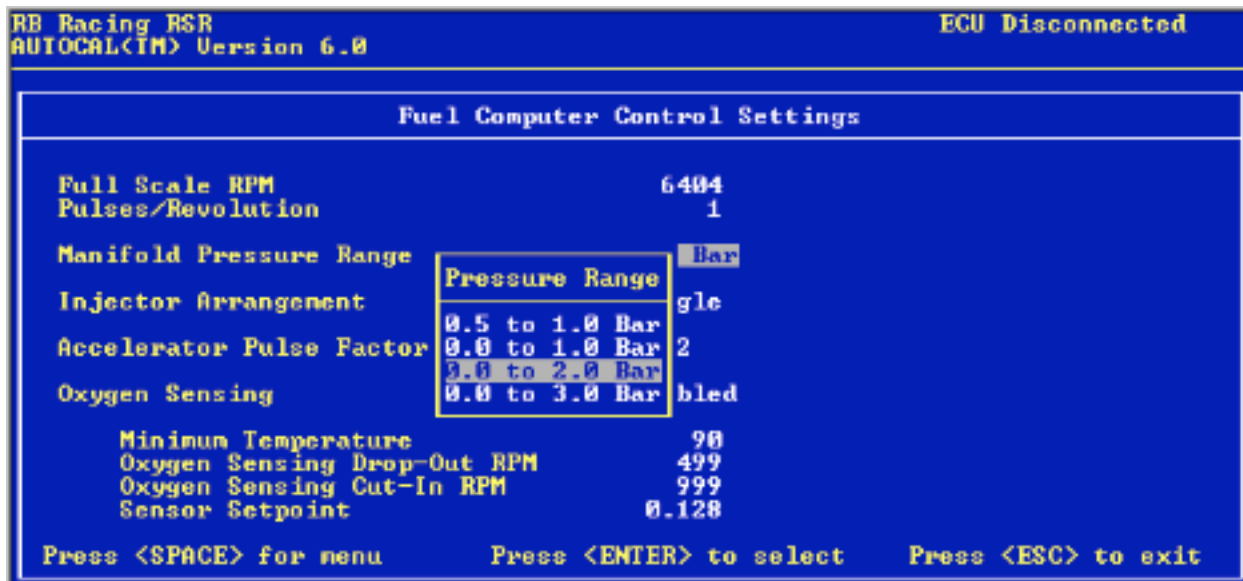 RB Racing RSR ECU Disconnected
AUTOCAL(TM) Version 6.0
Fuel Computer Control Settings
Full Scale RPM 6404
Pulses/Revolution 1
Manifold Pressure Range Bar
Pressure Range
Injector Arrangement gle
0.5 to 1.0 Bar
Accelerator Pulse Factor 0.0 to 1.0 Bar 2
0.0 to 2.0 Bar
Oxygen Sensing 0.0 to 3.0 Bar bled
Minimum Temperature 90
Oxygen Sensing Drop-Out RPM 499
Oxygen Sensing Cut-In RPM 999
Sensor Setpoint 0.128
Press <SPACE> for menu Press <ENTER> to select Press <ESC> to exit